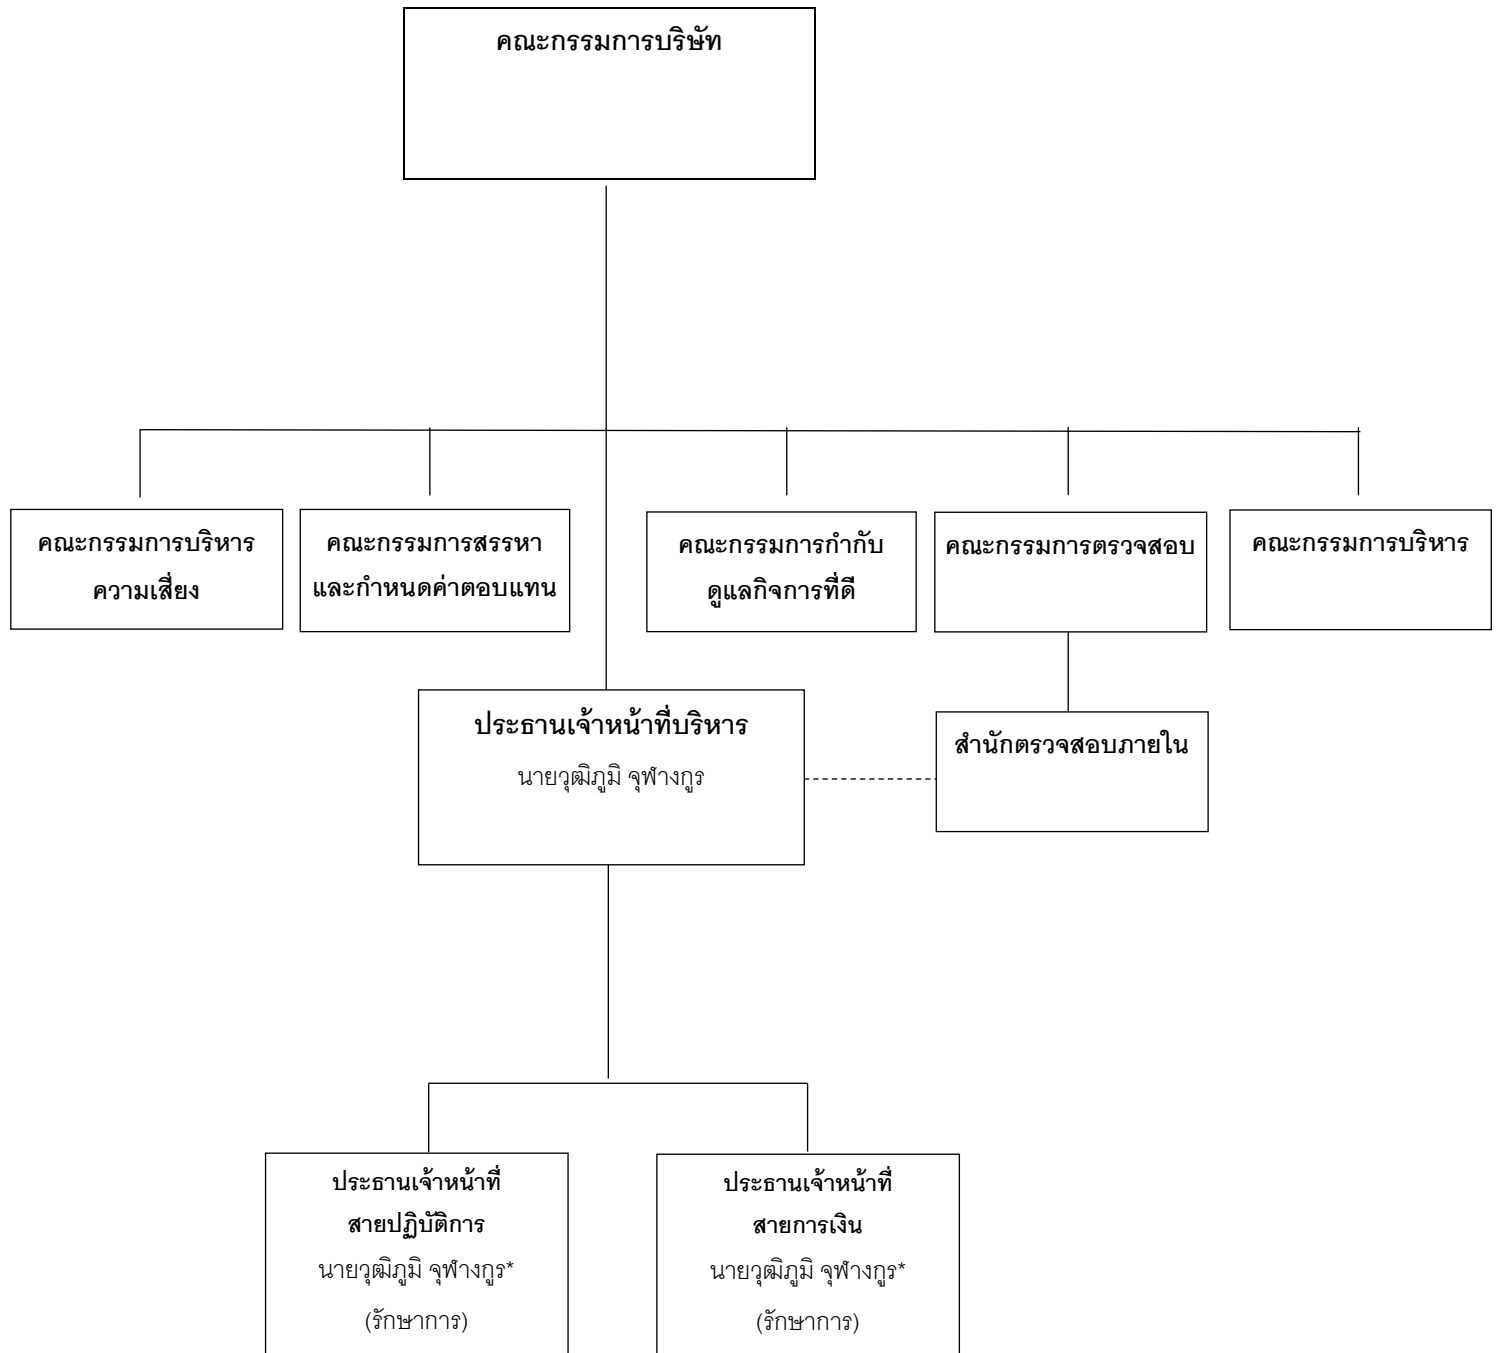 คณะกรรมการบริษัท
คณะกรรมการบริหาร
ความเสี่ยง
คณะกรรมการสรรหา
และกำหนดค่าตอบแทน
คณะกรรมการกำกับ
ดูแลกิจการที่ดี
คณะกรรมการตรวจสอบ
คณะกรรมการบริหาร
ประธานเจ้าหน้าที่บริหาร
นายวุฒิภูมิ จุฬางกูร
สำนักตรวจสอบภายใน
ประธานเจ้าหน้าที่
สายปฏิบัติการ
นายวุฒิภูมิ จุฬางกูร*
(รักษาการ)
ประธานเจ้าหน้าที่
สายการเงิน
นายวุฒิภูมิ จุฬางกูร*
(รักษาการ)